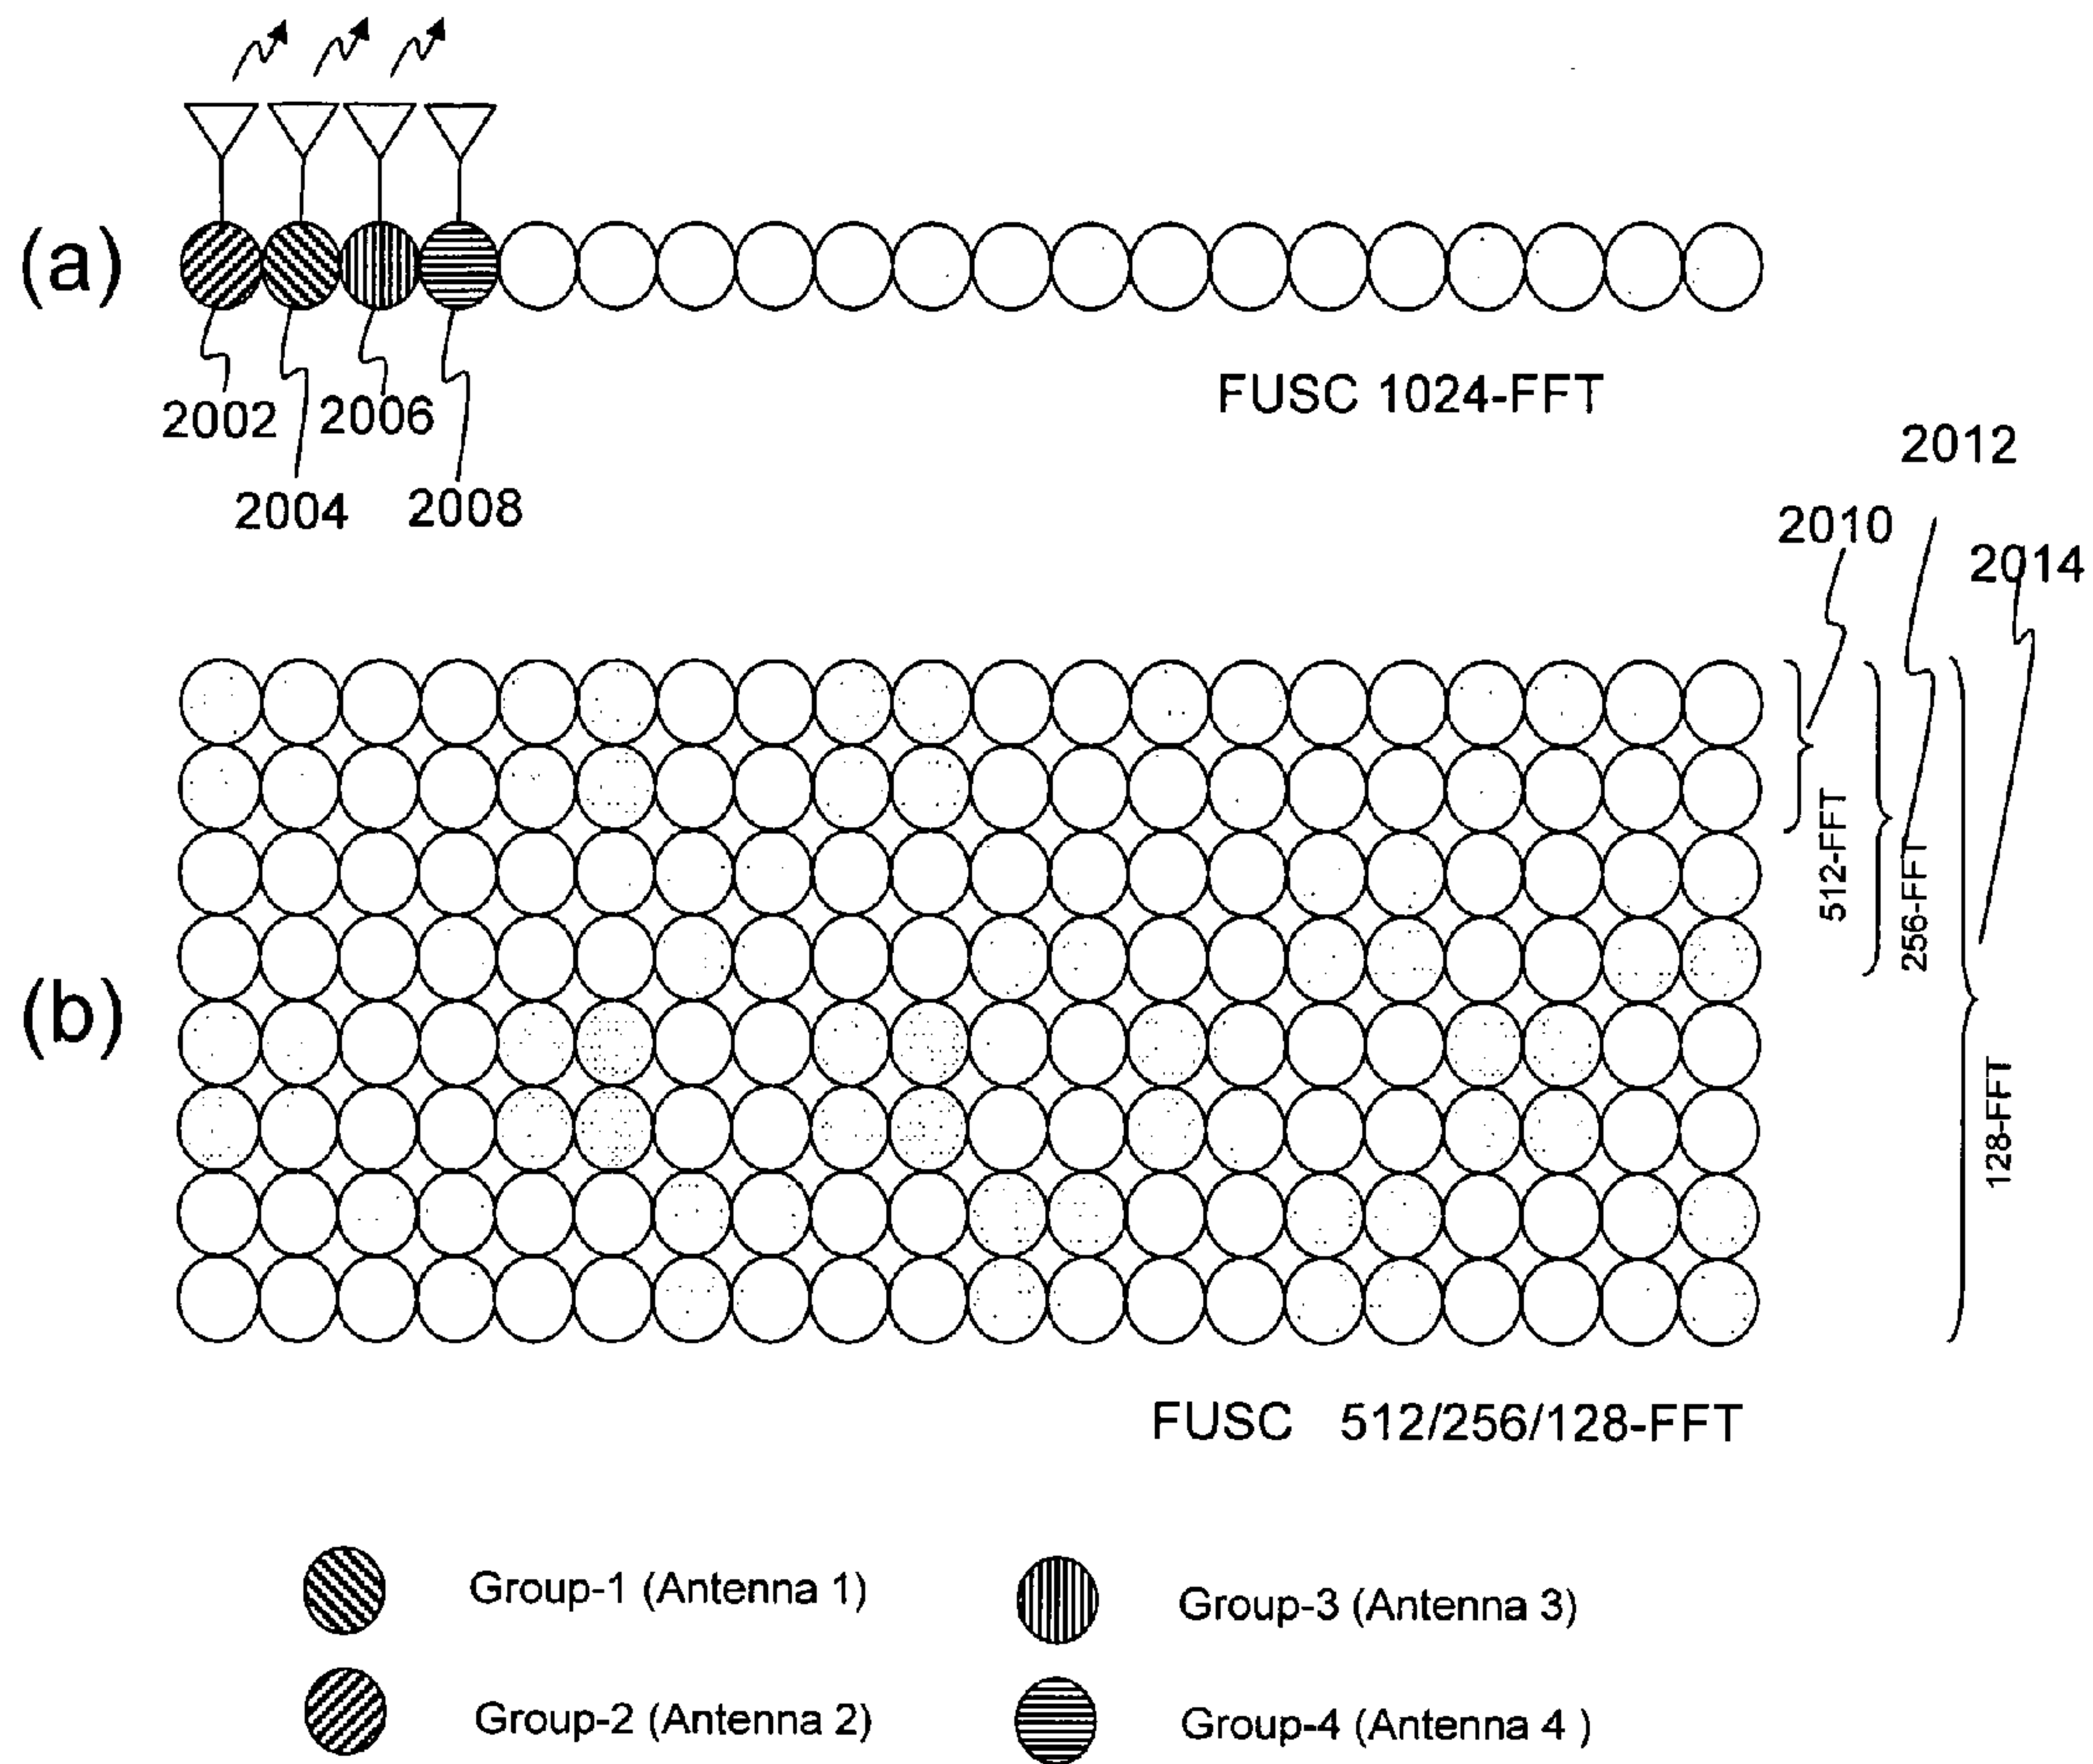 (a)
2002
2006
2004
2008
FUSC 1024-FFT
2012
2010
2014
512-FFT
256-FFT
128-FFT
(b)
FUSC 512/256/128-FFT
Group-1 (Antenna 1)
Group-3 (Antenna 3)
Group-2 (Antenna 2)
Group-4 (Antenna 4 )